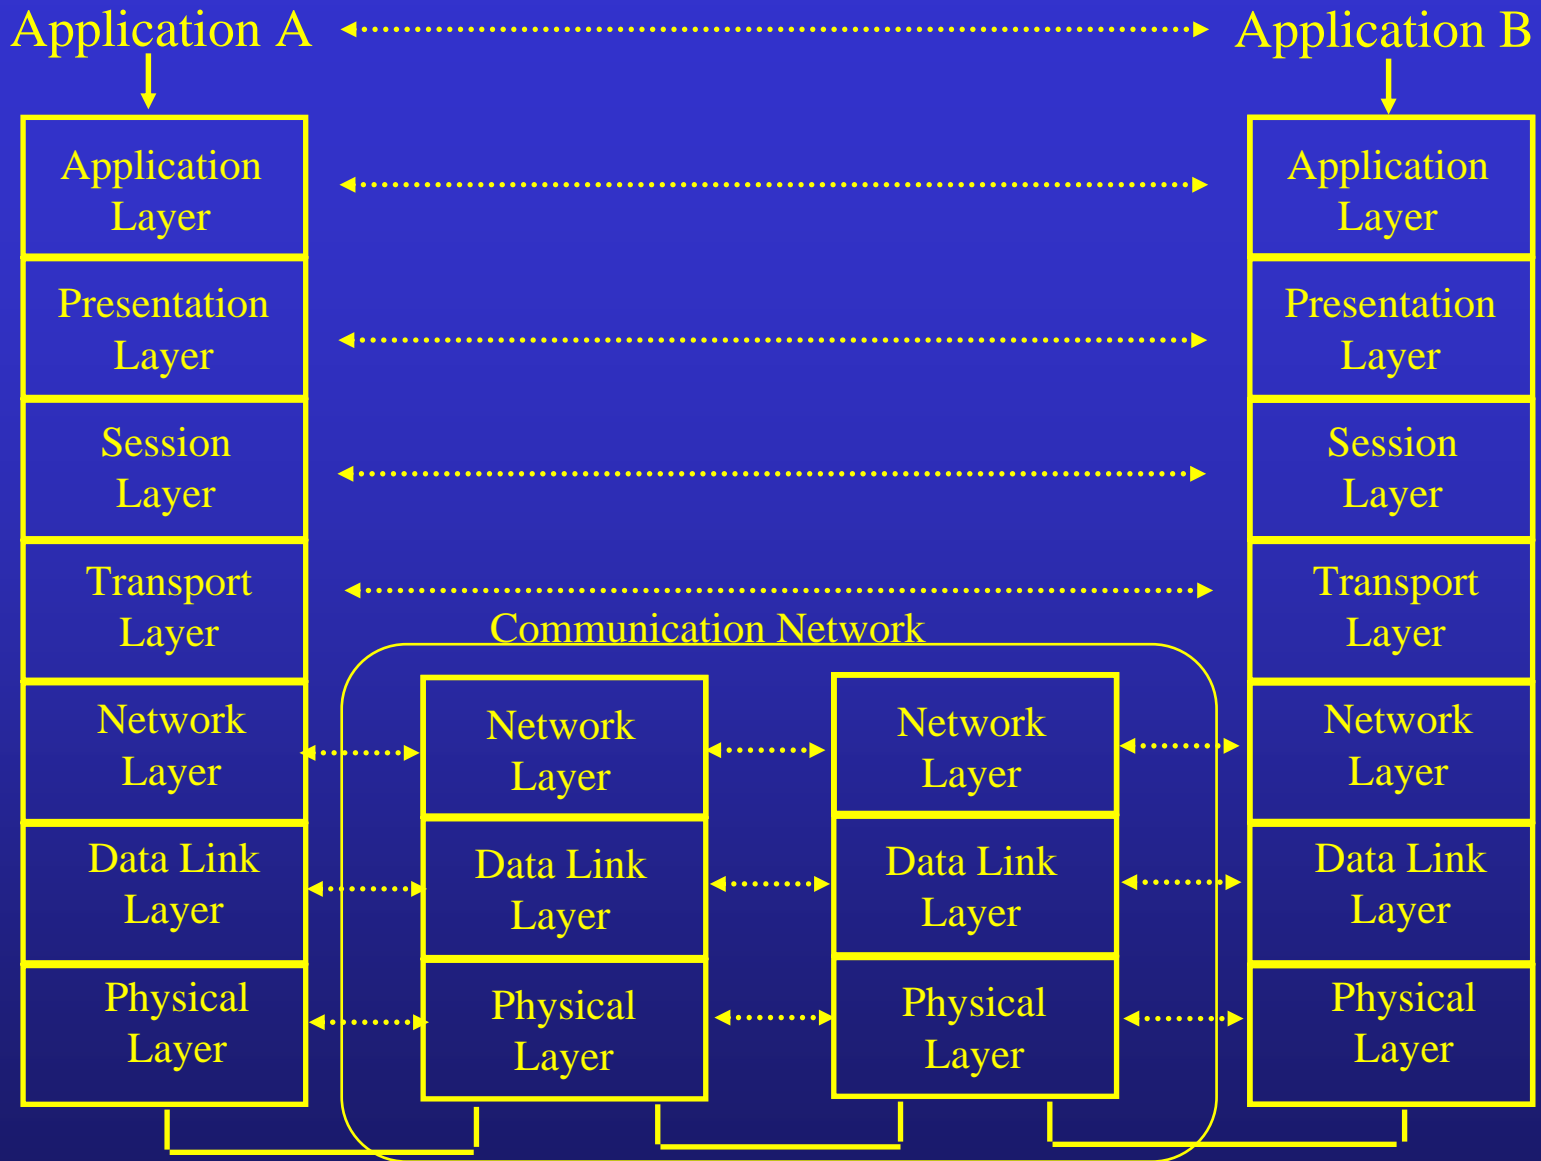 Application A
Application B
Application
Layer
Application
Layer
Presentation
Layer
Presentation
Layer
Session
Layer
Session
Layer
Transport
Layer
Transport
Layer
Communication Network
Network
Layer
Network
Layer
Network
Layer
Network
Layer
Data Link
Layer
Data Link
Layer
Data Link
Layer
Data Link
Layer
Physical
Layer
Physical
Layer
Physical
Layer
Physical
Layer